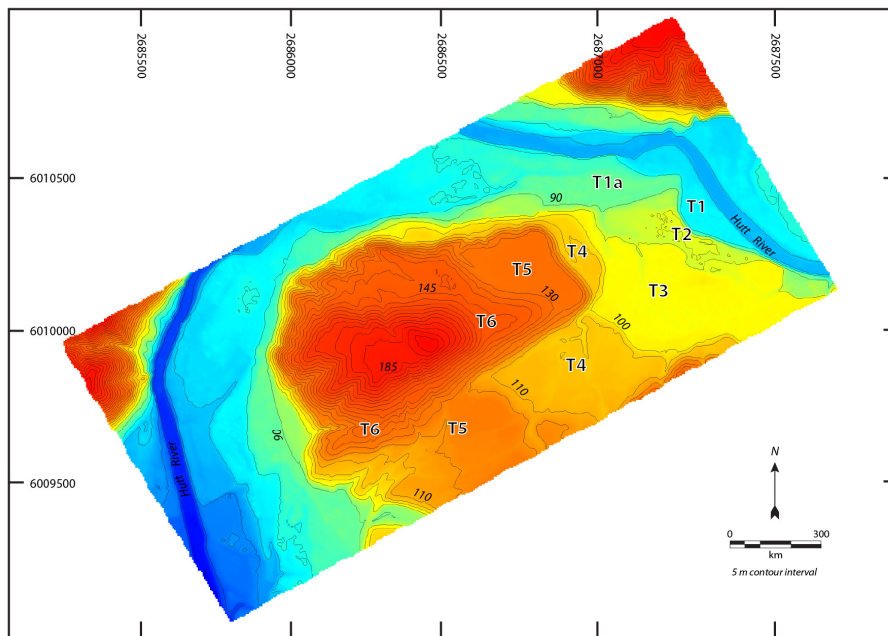 2685500
2686000
2686500
2687000
2687500
6010500
6010000
6009500
T1a
90
T1
Hutt River
T2
T4
T5
145
130
T3
T6
100
185
T4
110
T6
T5
90
Hutt River
110
N
0 300
km
5 m contour interval